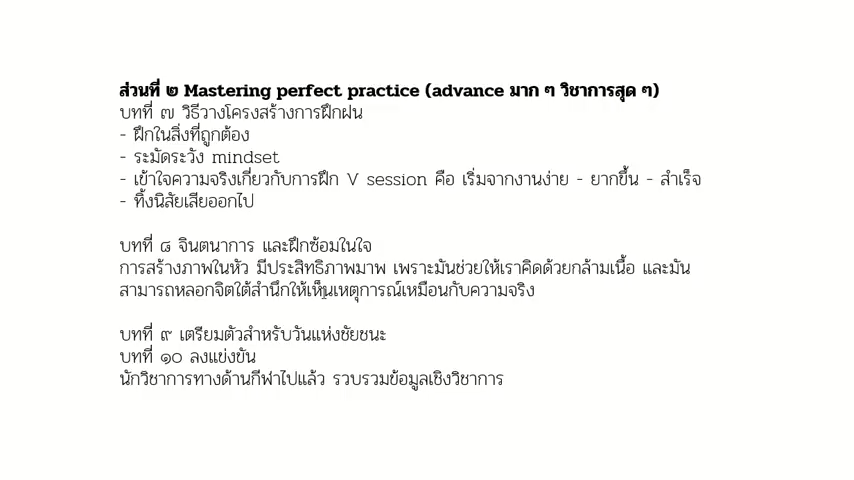 ส่วนที่ ๒ Mastering perfect practice (advance มาก ๆ วิชาการสุด ๆ)
บทที่ ๗ วิธีวางโครงสร้างการฝึกฝน
- ฝึกในสิ่งที่ถูกต้อง
- ระมัดระวัง mindset
- เข้าใจความจริงเกี่ยวกับการฝึก V session คือ เริ่มจากงานง่าย - ยากขึ้น - สำเร็จ
- ทิ้งนิสัยเสียออกไป
บทที่ ๘ จินตนาการ และฝึกซ้อมในใจ
การสร้างภาพในหัว มีประสิทธิภาพมาพ เพราะมันช่วยให้เราคิดด้วยกล้ามเนื้อ และมัน
สามารถหลอกจิตใต้สำนึกให้เห็นเหตุการณ์เหมือนกับความจริง
บทที่ ๙ เตรียมตัวสำหรับวันแห่งชัยชนะ
บทที่ ๑๐ ลงแข่งขัน
นักวิชาการทางด้านกีฬาไปแล้ว รวบรวมข้อมูลเชิงวิชาการ